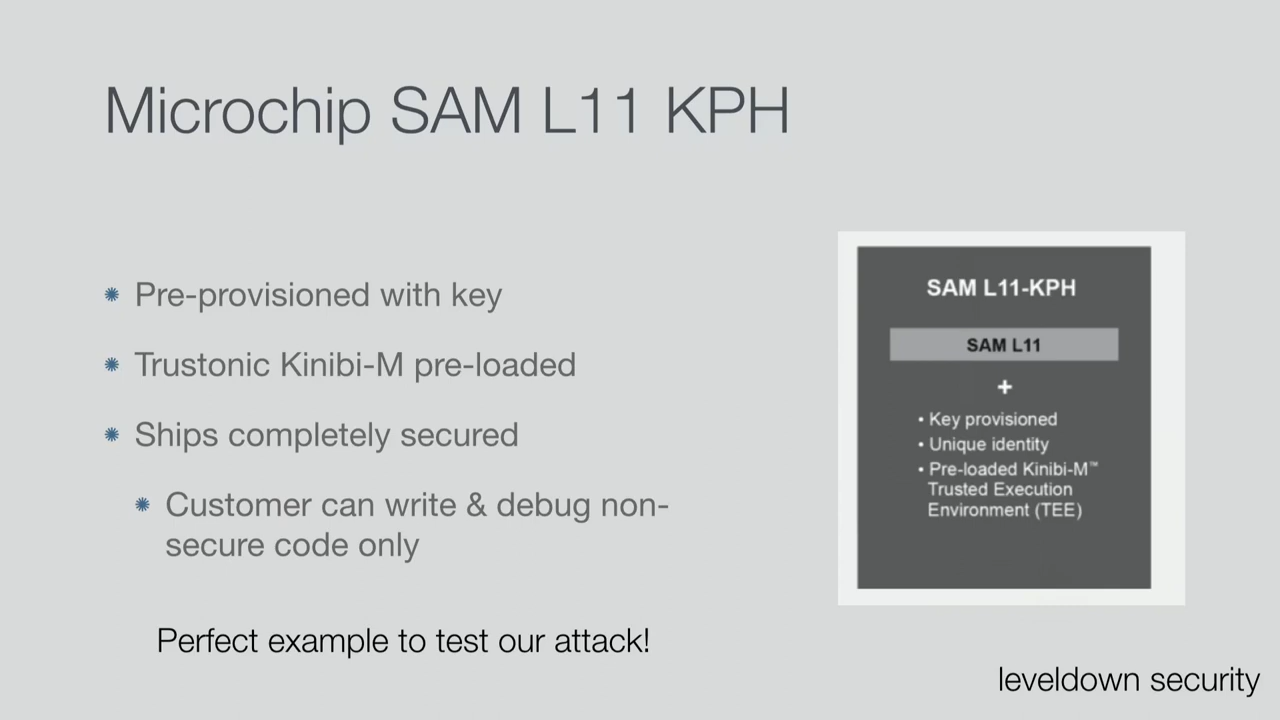 Microchip SAM L11 KPH
Pre-provisioned with key
Trustonic Kinibi-M pre-loaded
Ships completely secured
Customer can write & debug non-
secure code only
Perfect example to test our attack!
SAM L11-KPH
SAM L11
+
• Key provisioned
• Unique identity
• Pre-loaded Kinibi-M™
Trusted Execution
Environment (TEE)
leveldown security